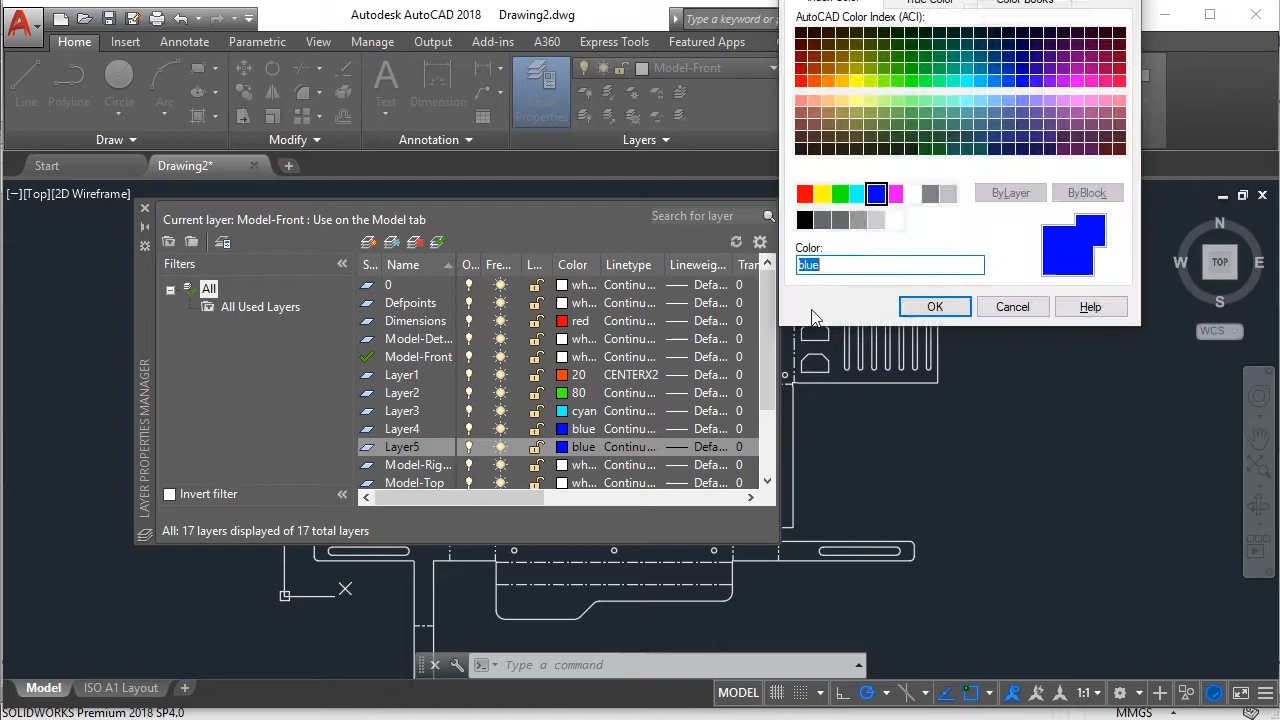 Autodesk AutoCAD 2018 Drawing2.dwg
Type a keyword or
Home Insert Annotate Parametric View Manage Output Add-ins A360 Express Tools Featured Apps
Line Polyline Circle Arc Text Dimension Layer Properties Model-Front
Draw Modify Annotation Layers
Start Drawing2*
[−][Top][2D Wireframe]
Index Color True Color Color Books
AutoCAD Color Index (ACI):
ByLayer ByBlock
Color:
blue
OK Cancel Help
N
W TOP E
S
WCS
LAYER PROPERTIES MANAGER
Current layer: Model-Front : Use on the Model tab
Search for layer
Filters
All
All Used Layers
Invert filter
S... Name O... Fre... L... Color Linetype Lineweig... Trar
0 wh... Continu... Defa... 0
Defpoints wh... Continu... Defa... 0
Dimensions red Continu... Defa... 0
Model-Det... wh... Continu... Defa... 0
Model-Front wh... Continu... Defa... 0
Layer1 20 CENTERX2 Defa... 0
Layer2 80 Continu... Defa... 0
Layer3 cyan Continu... Defa... 0
Layer4 blue Continu... Defa... 0
Layer5 blue Continu... Defa... 0
Model-Rig... wh... Continu... Defa... 0
Model-Top wh... Continu... Defa... 0
All: 17 layers displayed of 17 total layers
X
Type a command
Model ISO A1 Layout
MODEL 1:1
SOLIDWORKS Premium 2018 SP4.0 MMGS